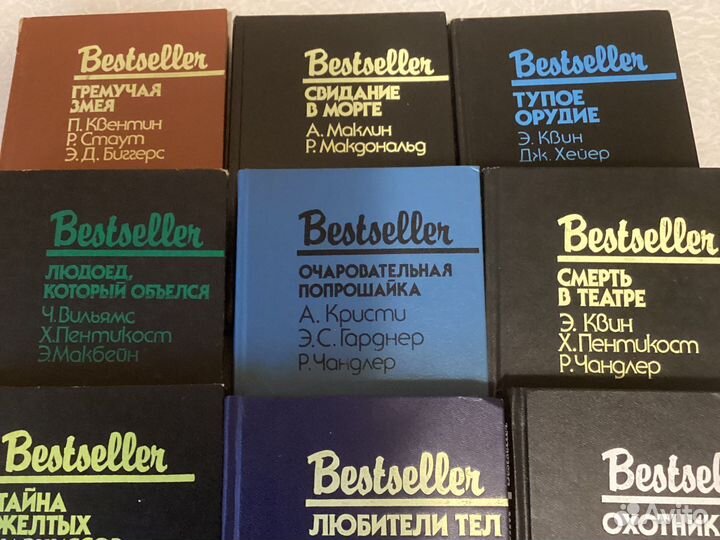 Bestseller
ГРЕМУЧАЯ
ЗМЕЯ
П. Квентин
Р. Стаут
Э.Д. Биггерс
Bestseller
СВИДАНИЕ
В МОРГЕ
А. Маклин
Р. Макдональд
Bestseller
ТУПОЕ
ОРУДИЕ
Э. Квин
Дж. Хейер
Bestseller
ЛЮДОЕД,
КОТОРЫЙ ОБЪЕЛСЯ
Ч. Вильямс
Х. Пентикост
Э. Макбейн
Bestseller
ОЧАРОВАТЕЛЬНАЯ
ПОПРОШАЙКА
А. Кристи
Э.С. Гарднер
Р. Чандлер
Bestseller
СМЕРТЬ
В ТЕАТРЕ
Э. Квин
Х. Пентикост
Р. Чандлер
Bestseller
ТАЙНА
ЖЕЛТЫХ
Bestseller
ЛЮБИТЕЛИ ТЕЛ
Bestsel
ОХОТНИК
Avito